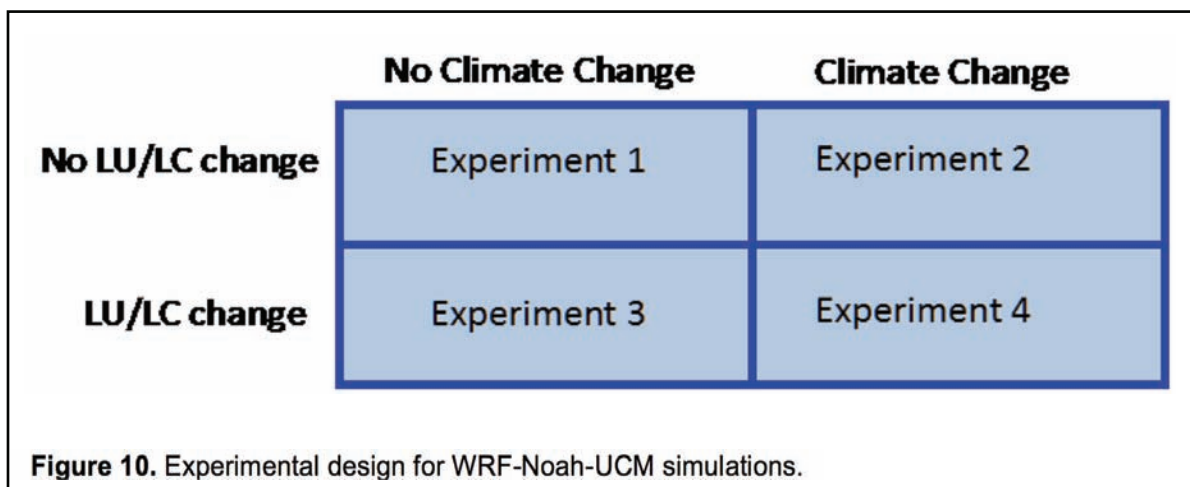 No Climate Change Climate Change
No LU/LC change Experiment 1 Experiment 2
LU/LC change Experiment 3 Experiment 4
Figure 10. Experimental design for WRF-Noah-UCM simulations.